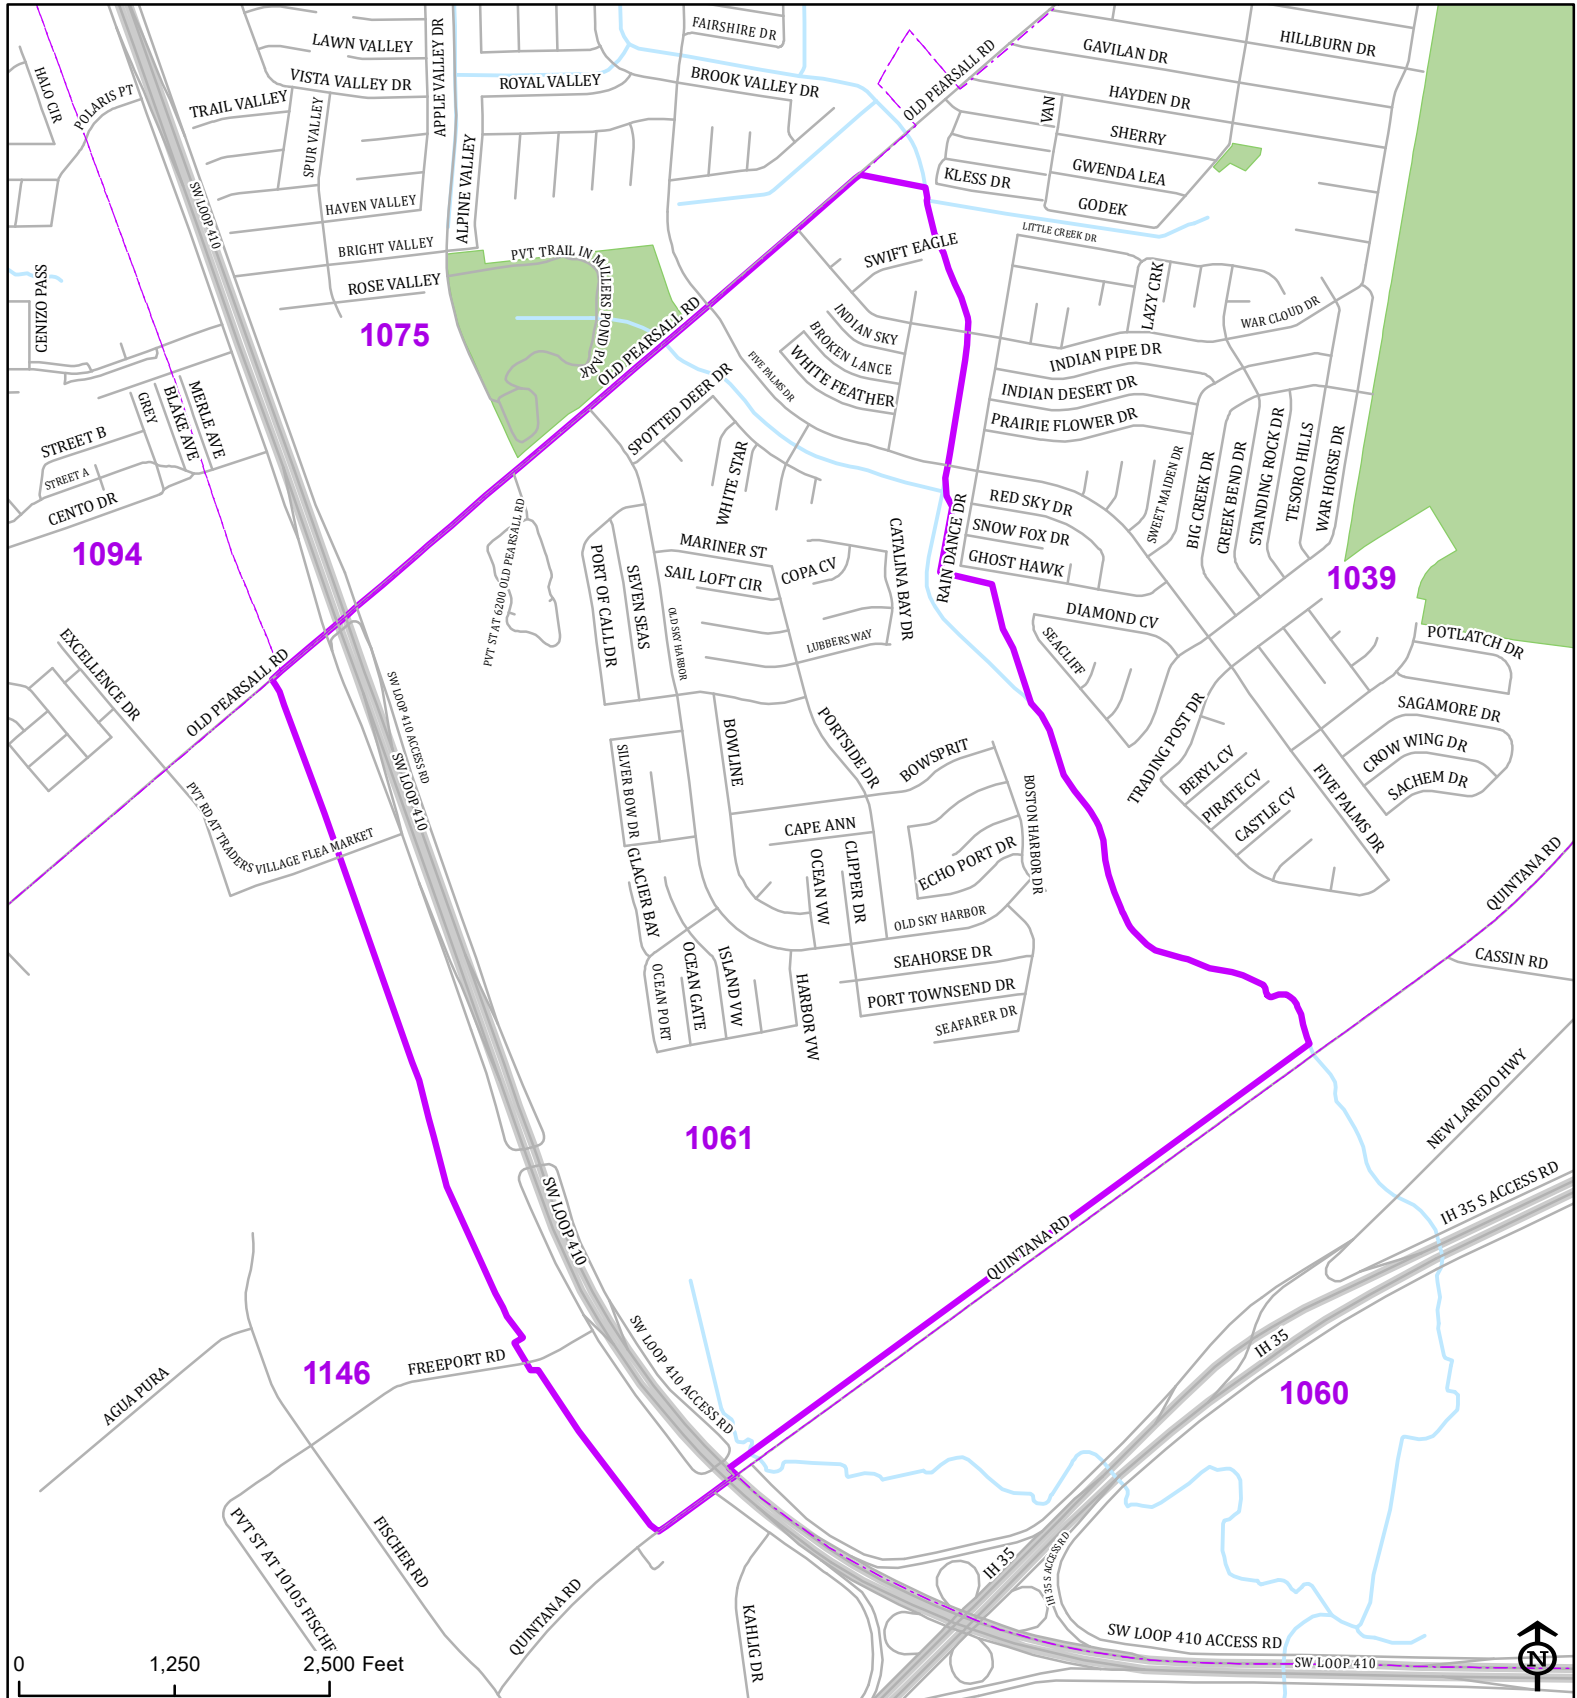 FAIRSHIRE DR
HILLBURN DR
LAWN VALLEY
APPLE VALLEY DR
GAVILAN DR
OLD PEARSALL RD
HALO CIR
POLARIS PT
VISTA VALLEY DR
ROYAL VALLEY
BROOK VALLEY DR
TRAIL VALLEY
HAYDEN DR
VAN
SHERRY
SPUR VALLEY
GWENDA LEA
KLESS DR
GODEK
SW LOOP 410
HAVEN VALLEY
ALPINE VALLEY
BRIGHT VALLEY
PVT TRAIL IN MILLERS POND PARK
SWIFT EAGLE
LITTLE CREEK DR
ROSE VALLEY
CENIZO PASS
LAZY CRK
WAR CLOUD DR
1075
OLD PEARSALL RD
INDIAN SKY
BROKEN LANCE
WHITE FEATHER
FIVE PALMS DR
INDIAN PIPE DR
INDIAN DESERT DR
PRAIRIE FLOWER DR
SPOTTED DEER DR
MERLE AVE
BLAKE AVE
GREY
STREET B
STREET A
CENTO DR
WHITE STAR
SWEET MAIDEN DR
BIG CREEK DR
CREEK BEND DR
STANDING ROCK DR
TESORO HILLS
WAR HORSE DR
RED SKY DR
SNOW FOX DR
GHOST HAWK
RAIN DANCE DR
1094
PVT ST AT 6200 OLD PEARSALL RD
MARINER ST
SAIL LOFT CIR
COPA CV
CATALINA BAY DR
PORT OF CALL DR
SEVEN SEAS
OLD SKY HARBOR
LUBBERS WAY
1039
DIAMOND CV
SEACLIFF
POTLATCH DR
EXCELLENCE DR
OLD PEARSALL RD
SW LOOP 410 ACCESS RD
SW LOOP 410
SAGAMORE DR
CROW WING DR
SACHEM DR
TRADING POST DR
BERYL CV
PIRATE CV
CASTLE CV
FIVE PALMS DR
PORTSIDE DR
BOWLINE
BOWSPRIT
SILVER BOW DR
BOSTON HARBOR DR
PVT RD AT TRADERS VILLAGE FLEA MARKET
CAPE ANN
OCEAN VW
CLIPPER DR
ECHO PORT DR
GLACIER BAY
OLD SKY HARBOR
QUINTANA RD
CASSIN RD
OCEAN PORT
OCEAN GATE
ISLAND VW
HARBOR VW
SEAHORSE DR
PORT TOWNSEND DR
SEAFARER DR
NEW LAREDO HWY
1061
SW LOOP 410
QUINTANA RD
IH 35 S ACCESS RD
SW LOOP 410 ACCESS RD
IH 35
1146
FREEPORT RD
1060
AGUA PURA
PVT ST AT 10105 FISCHE
FISCHER RD
QUINTANA RD
KAHLIG DR
IH 35
IH 35 S ACCESS RD
SW LOOP 410 ACCESS RD
SW LOOP 410
0 1,250 2,500 Feet
N